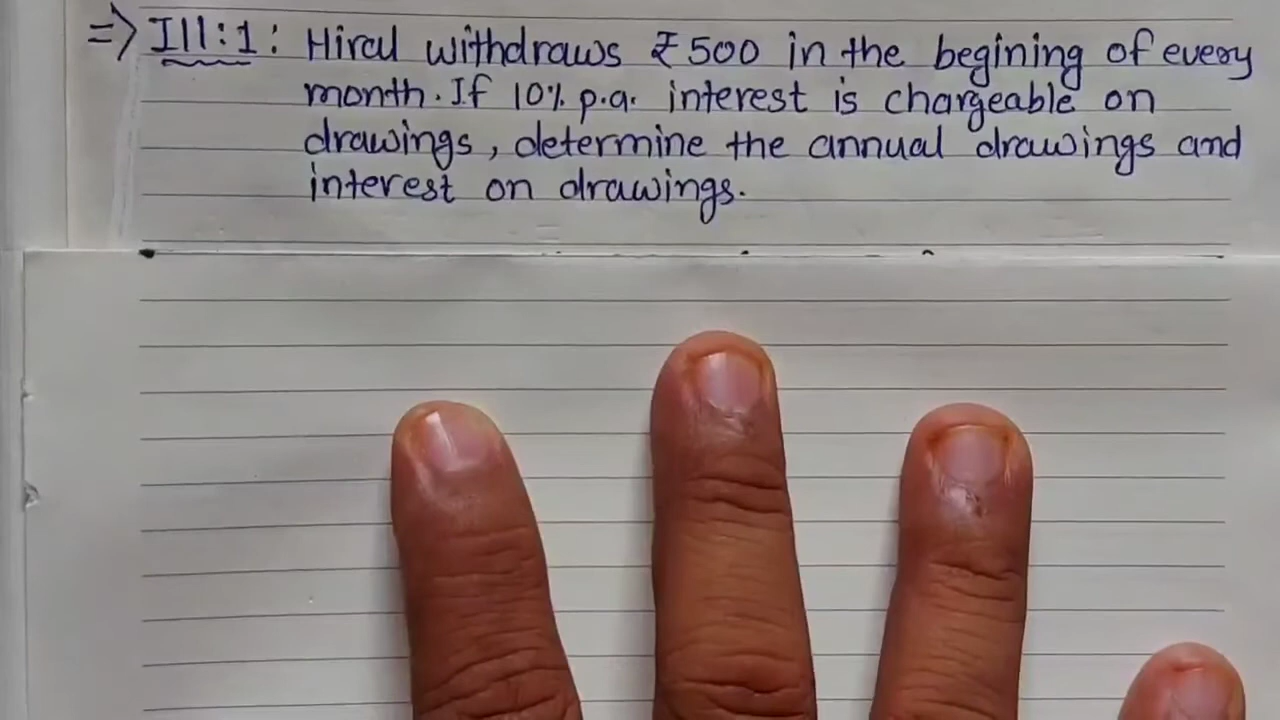 => Ill:1: Hiral withdraws ₹500 in the begining of every
month. If 10% p.a. interest is chargeable on
drawings, determine the annual drawings and
interest on drawings.